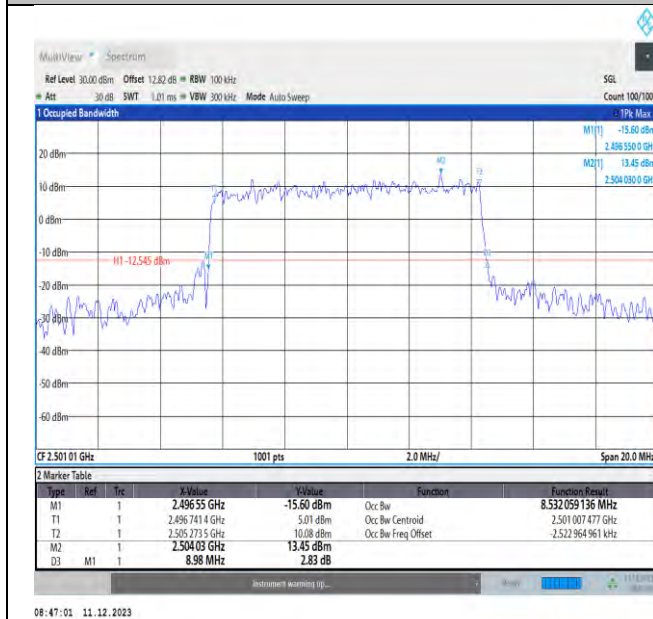 MultiView Spectrum
Ref Level 30.00 dBm Offset 12.82 dB RBW 100 kHz SGL
Att 30 dB SWT 1.01 ms VBW 300 kHz Mode Auto Sweep Count 100/100
1 Occupied Bandwidth 1Pk Max
M1[1] -15.60 dBm
2.496 550 0 GH
M2[1] 13.45 dBm
2.504 030 0 GH
20 dBm
M2
T2
10 dBm
0 dBm
-10 dBm
H1 -12.545 dBm
M1
-20 dBm
-30 dBm
-40 dBm
-50 dBm
-60 dBm
CF 2.501 01 GHz 1001 pts 2.0 MHz/ Span 20.0 MHz
2 Marker Table
Type Ref Trc X-Value Y-Value Function Function Result
M1 1 2.496 55 GHz -15.60 dBm Occ Bw 8.532 059 136 MHz
T1 1 2.496 741 4 GHz 5.01 dBm Occ Bw Centroid 2.501 007 477 GHz
T2 1 2.505 273 5 GHz 10.08 dBm Occ Bw Freq Offset -2.522 964 961 kHz
M2 1 2.504 03 GHz 13.45 dBm
D3 M1 1 8.98 MHz 2.83 dB
Instrument warming up...
08:47:01 11.12.2023